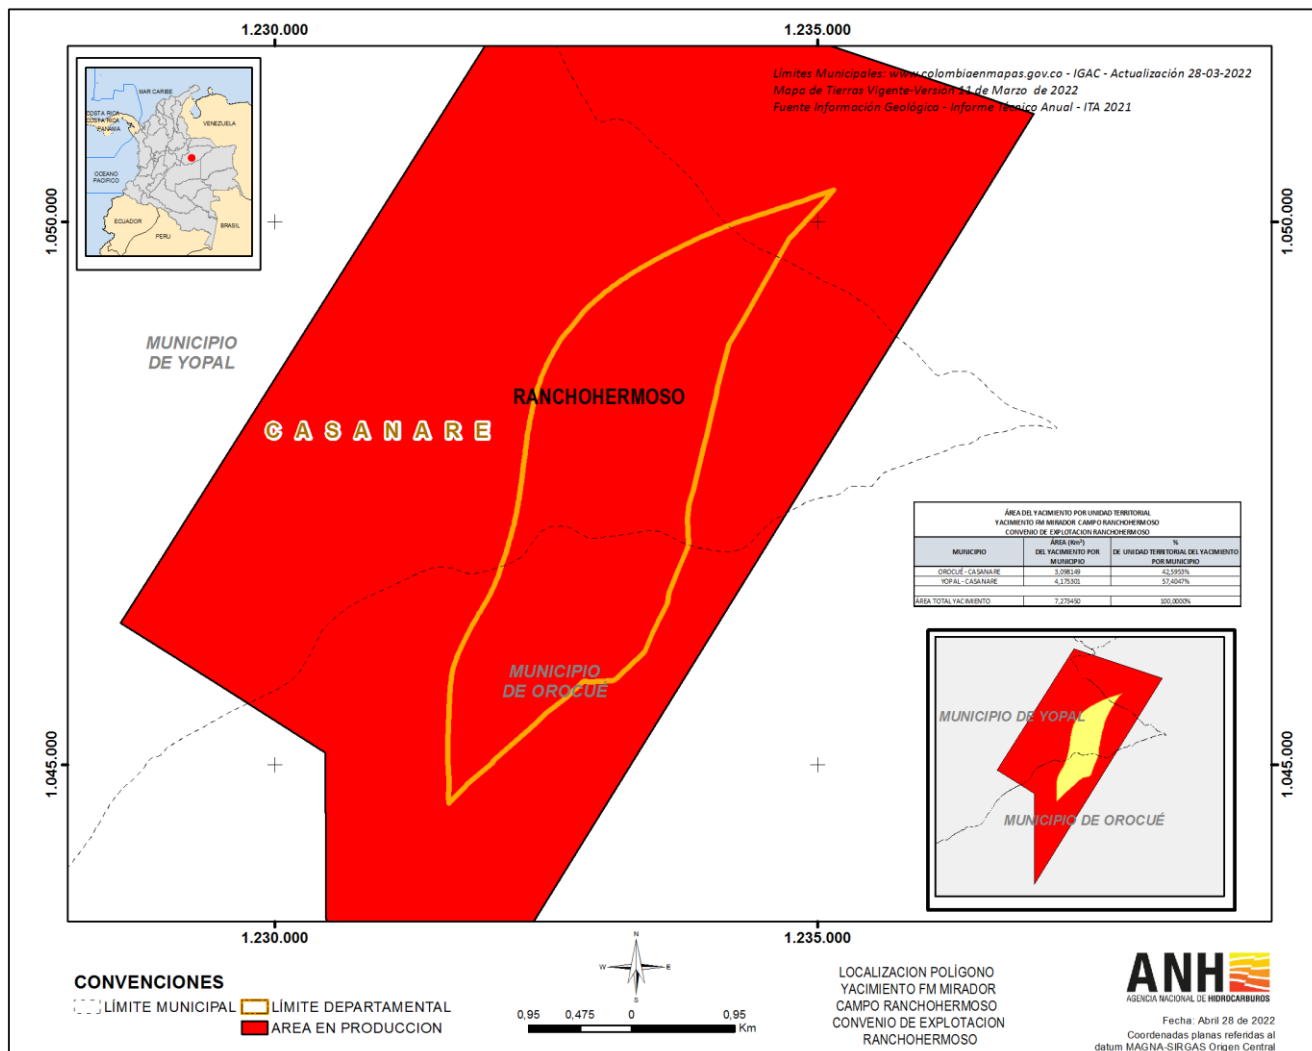 1.230.000
1.235.000
Límites Municipales: www.colombiaenmapas.gov.co - IGAC - Actualización 28-03-2022
Mapa de Tierras Vigente-Versión 11 de Marzo de 2022
Fuente Información Geológica - Informe Técnico Anual - ITA 2021
MAR CARIBE
COSTA RICA
COSTA RICA
PANAMA
VENEZUELA
OCEANO
PACIFICO
ECUADOR
PERU
BRASIL
1.050.000
1.050.000
MUNICIPIO
DE YOPAL
RANCHOHERMOSO
CASANARE
ÁREA DEL YACIMIENTO POR UNIDAD TERRITORIAL
YACIMIENTO FM MIRADOR CAMPO RANCHOHERMOSO
CONVENIO DE EXPLOTACION RANCHOHERMOSO
MUNICIPIO ÁREA (Km²) DEL YACIMIENTO POR MUNICIPIO % DE UNIDAD TERRITORIAL DEL YACIMIENTO POR MUNICIPIO
OROCUÉ - CASANARE 3,098149 42,5953%
YOPAL - CASANARE 4,175301 57,4047%
ÁREA TOTAL YACIMIENTO 7,273450 100,0000%
MUNICIPIO
DE OROCUÉ
MUNICIPIO DE YOPAL
MUNICIPIO DE OROCUÉ
1.045.000
1.045.000
1.230.000
1.235.000
CONVENCIONES
LÍMITE MUNICIPAL
LÍMITE DEPARTAMENTAL
AREA EN PRODUCCION
N
W E
S
0,95 0,475 0 0,95
Km
LOCALIZACION POLÍGONO
YACIMIENTO FM MIRADOR
CAMPO RANCHOHERMOSO
CONVENIO DE EXPLOTACION
RANCHOHERMOSO
ANH
AGENCIA NACIONAL DE HIDROCARBUROS
Fecha: Abril 28 de 2022
Coordenadas planas referidas al
datum MAGNA-SIRGAS Origen Central